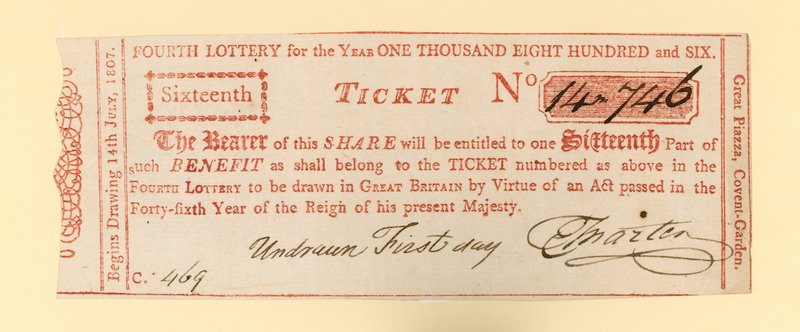 Begins Drawing 14th JULY, 1807.
FOURTH LOTTERY for the YEAR ONE THOUSAND EIGHT HUNDRED and SIX.
Sixteenth
TICKET
No 14,746
The Bearer of this SHARE will be entitled to one Sixteenth Part of
such BENEFIT as shall belong to the TICKET numbered as above in the
FOURTH LOTTERY to be drawn in GREAT BRITAIN by Virtue of an Act passed in the
Forty-sixth Year of the Reign of his present Majesty.
Undrawn First day
C. 469
Great Piazza, Covent-Garden.